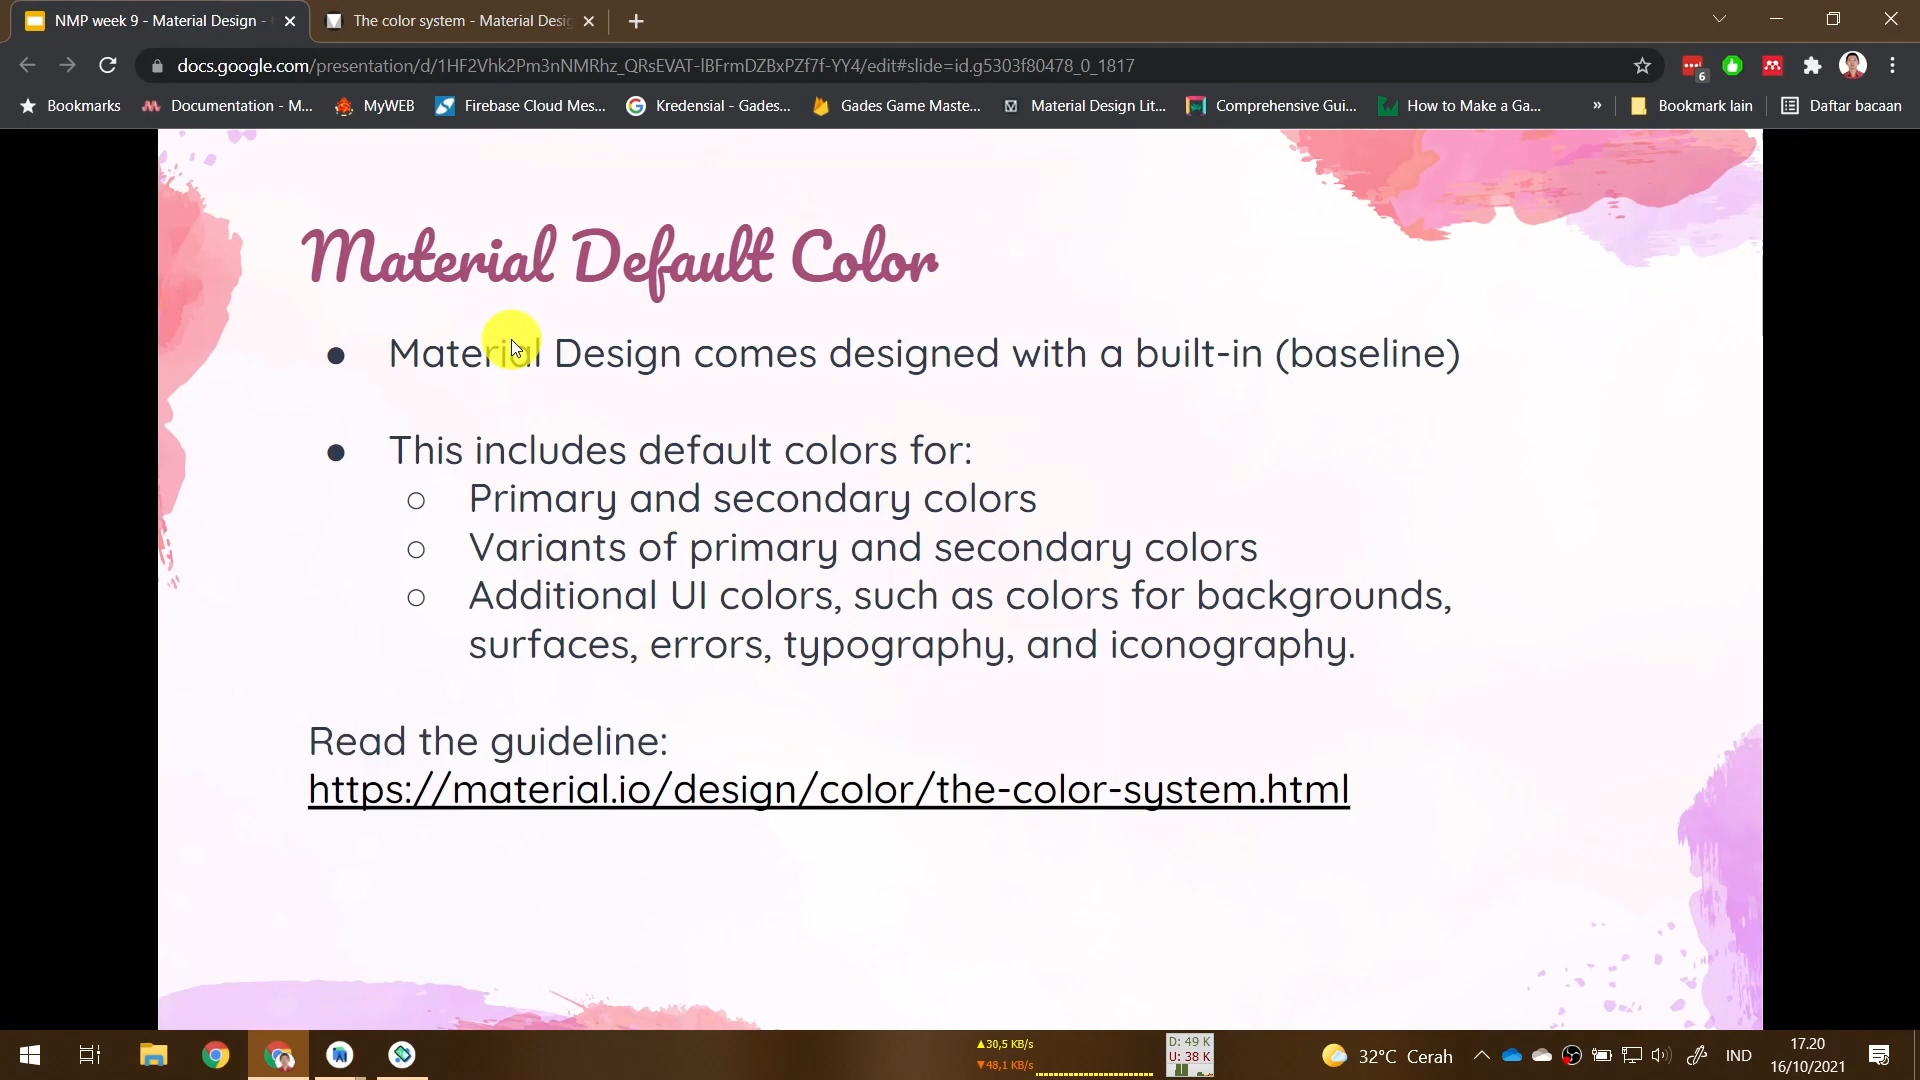 NMP week 9 - Material Design -
The color system - Material Desig
docs.google.com/presentation/d/1HF2Vhk2Pm3nNMRhz_QRsEVAT-lBFrmDZBxPZf7f-YY4/edit#slide=id.g5303f80478_0_1817
6
Bookmarks
Documentation - M...
MyWEB
Firebase Cloud Mes...
Kredensial - Gades...
Gades Game Maste...
Material Design Lit...
Comprehensive Gui...
How to Make a Ga...
»
Bookmark lain
Daftar bacaan
Material Default Color
● Material Design comes designed with a built-in (baseline)
● This includes default colors for:
○ Primary and secondary colors
○ Variants of primary and secondary colors
○ Additional UI colors, such as colors for backgrounds,
surfaces, errors, typography, and iconography.
Read the guideline:
https://material.io/design/color/the-color-system.html
▲30,5 KB/s
▼48,1 KB/s
D: 49 K
U: 38 K
32°C Cerah
IND
17.20
16/10/2021